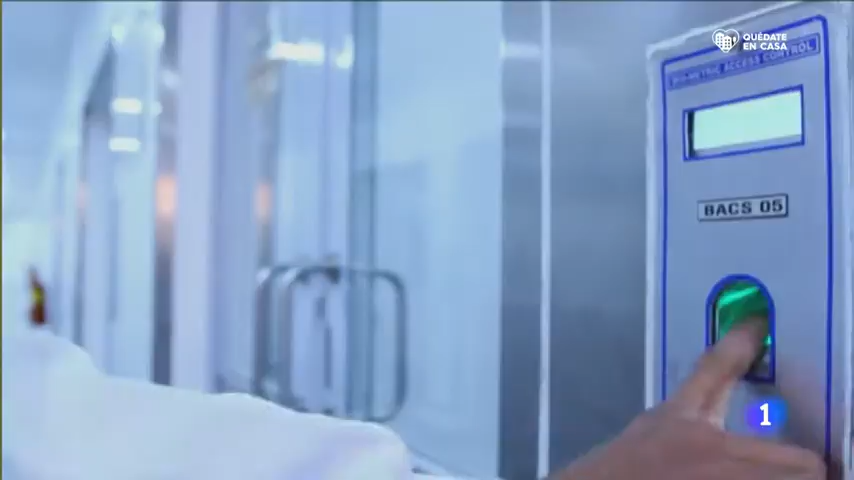 QUÉDATE
EN CASA
BIOMETRIC ACCESS CONTROL
BACS 05
1